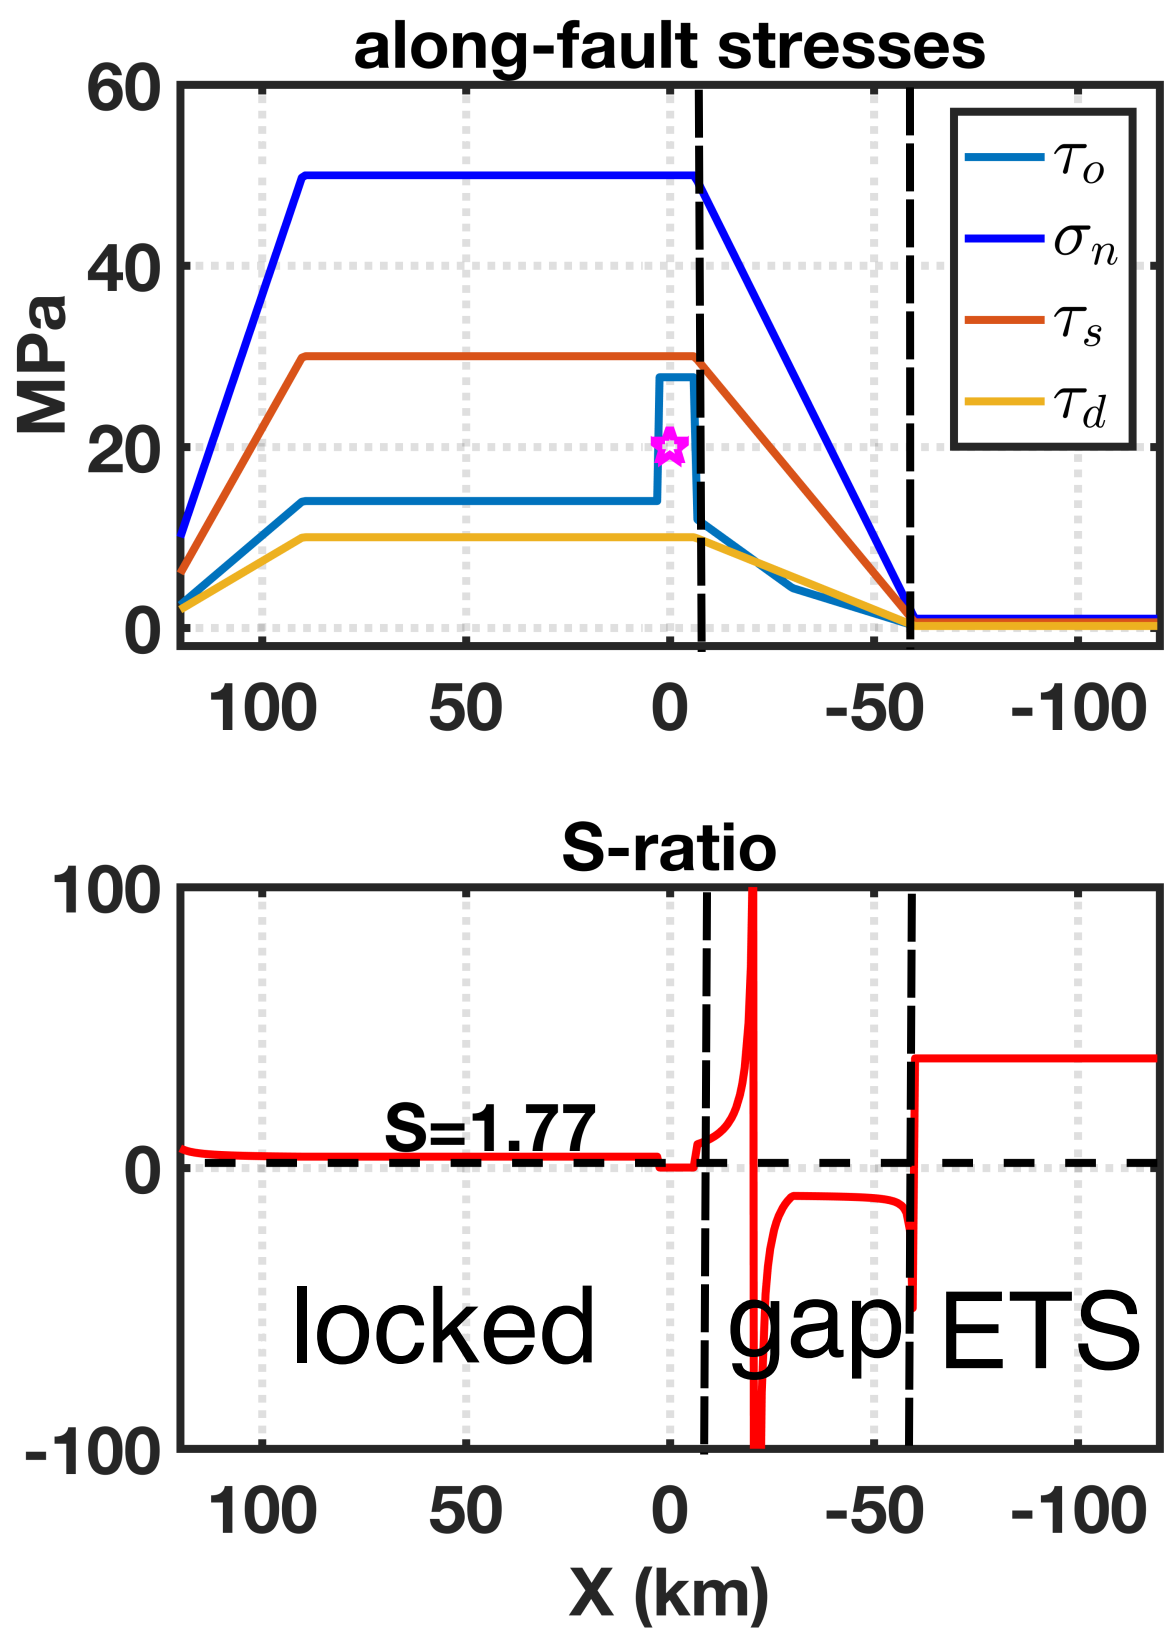 along-fault stresses
60
40
20
0
MPa
τₒ
σₙ
τₛ
τ_d
100 50 0 -50 -100
S-ratio
100
0
-100
S=1.77
locked gap ETS
100 50 0 -50 -100
X (km)